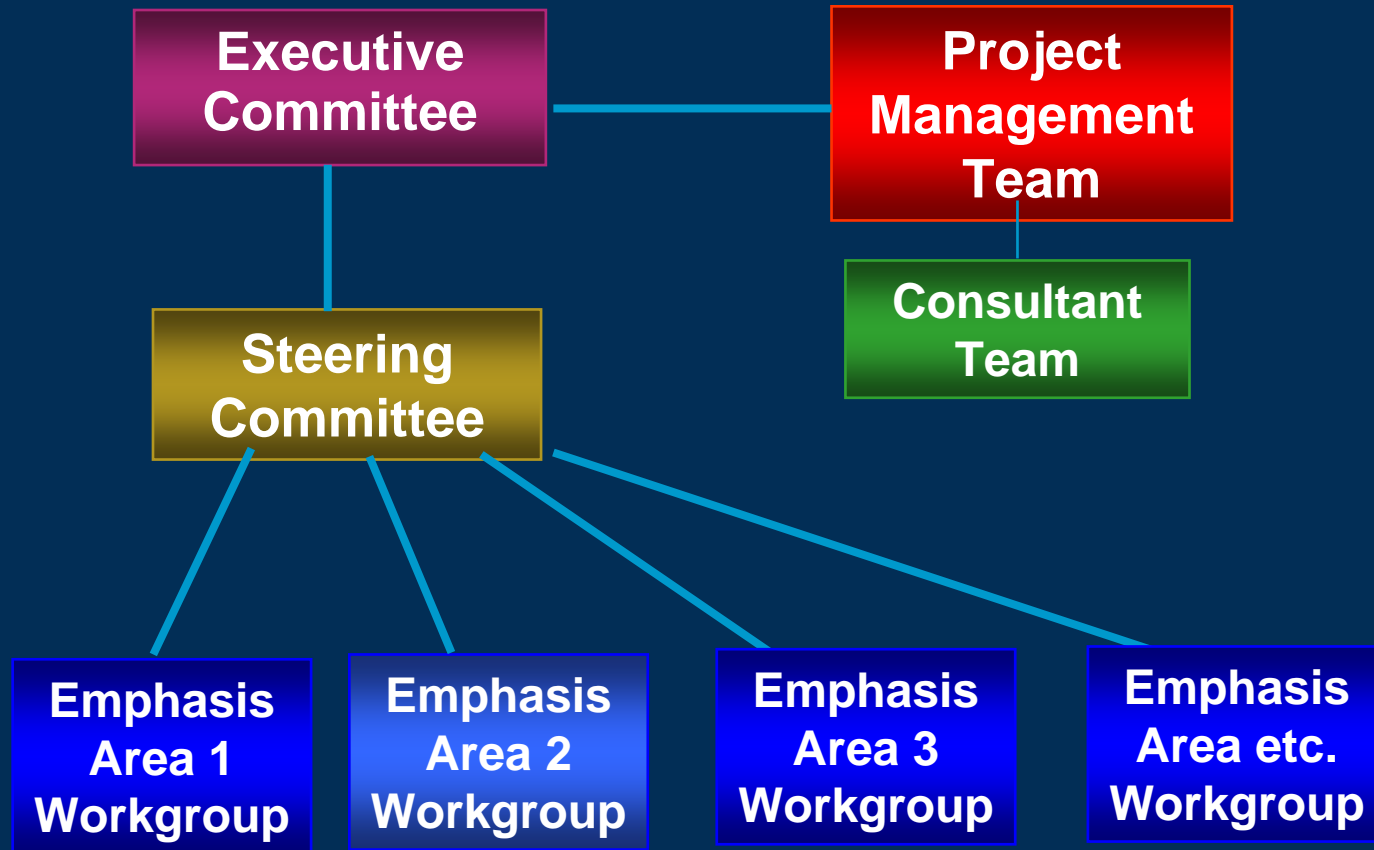 Executive
Committee
Project
Management
Team
Consultant
Team
Steering
Committee
Emphasis
Area 1
Workgroup
Emphasis
Area 2
Workgroup
Emphasis
Area 3
Workgroup
Emphasis
Area etc.
Workgroup